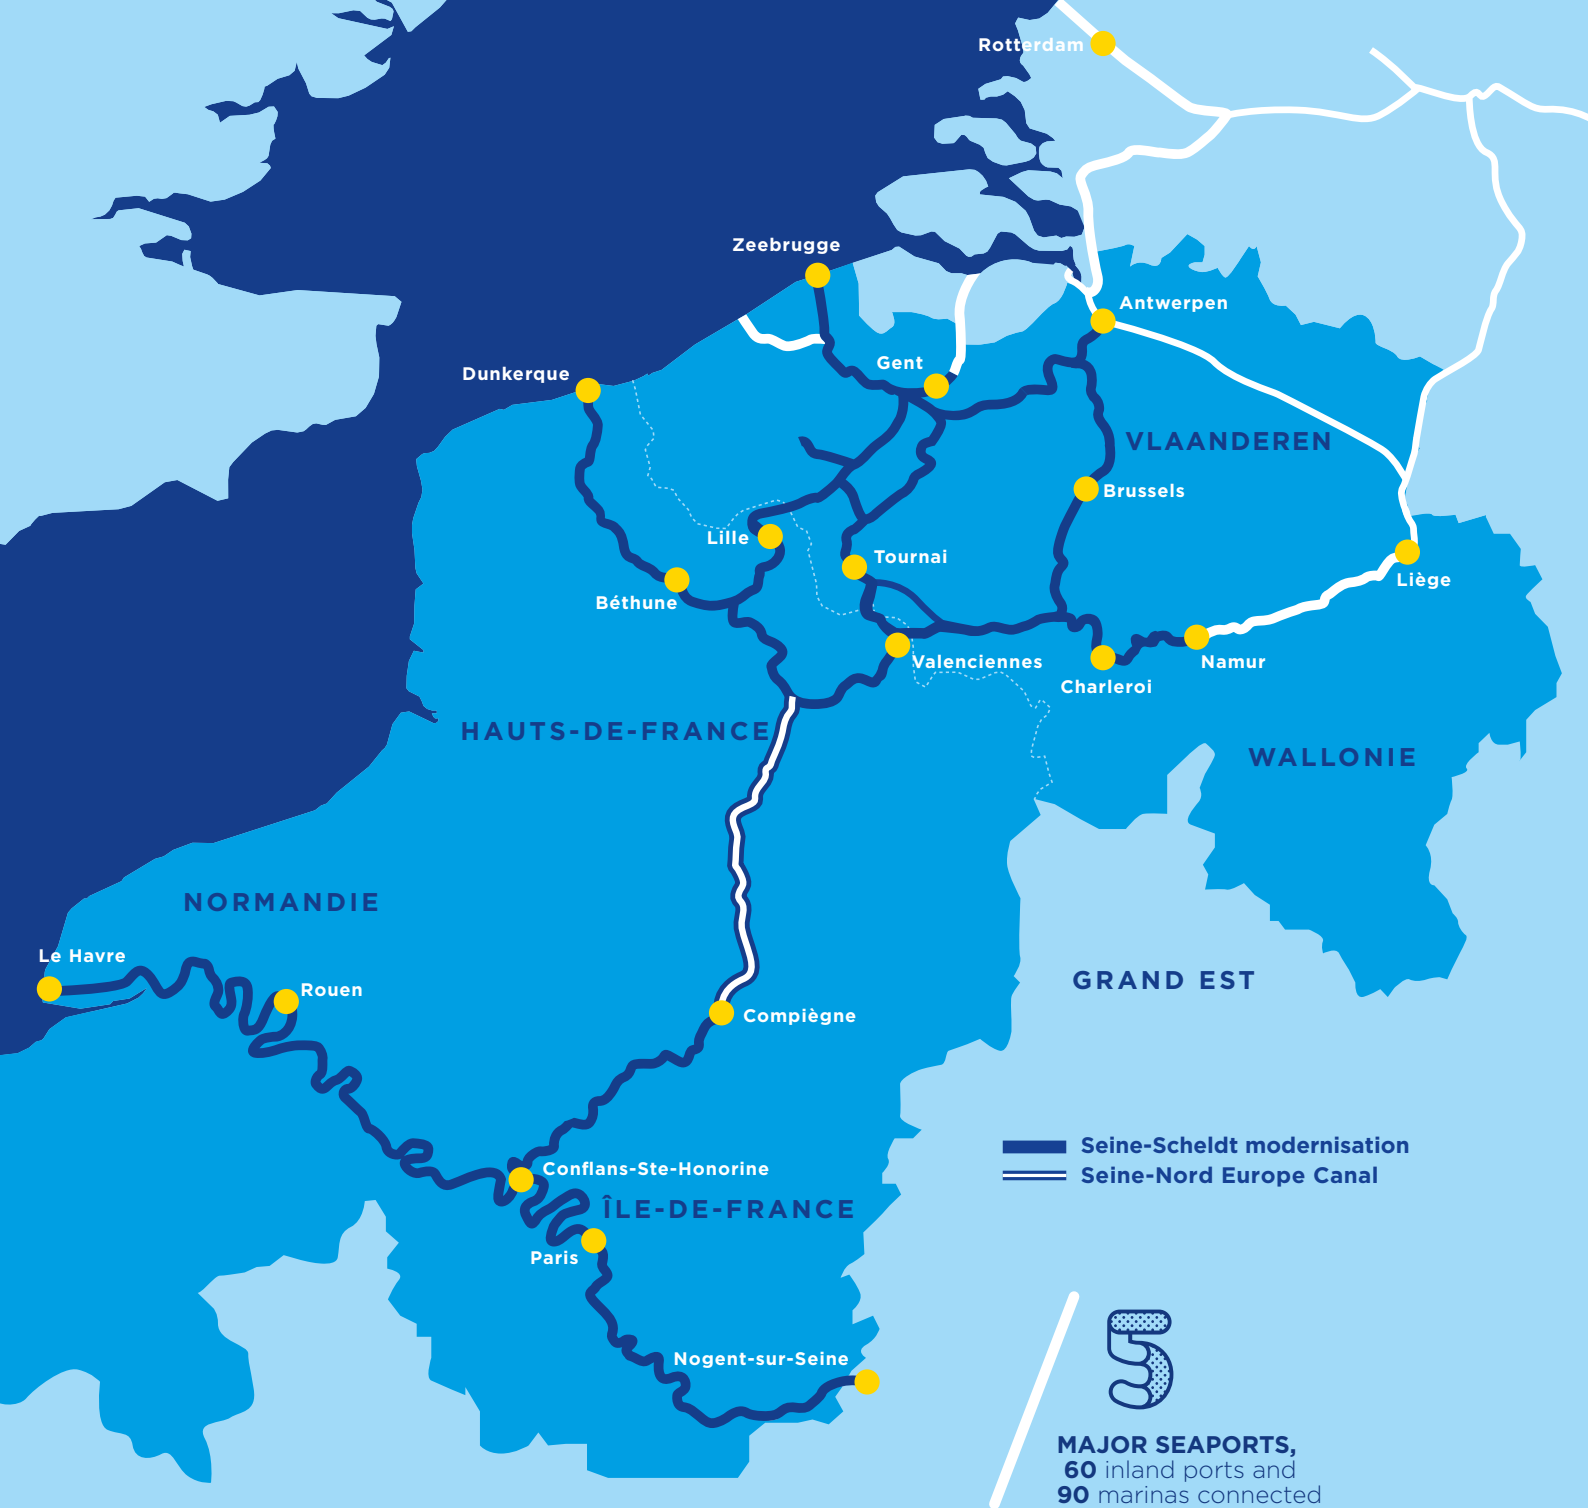 Rotterdam
Zeebrugge
Antwerpen
Gent
Dunkerque
VLAANDEREN
Brussels
Lille
Tournai
Liège
Béthune
Valenciennes
Namur
Charleroi
HAUTS-DE-FRANCE
WALLONIE
NORMANDIE
Le Havre
GRAND EST
Rouen
Compiègne
Seine-Scheldt modernisation
Seine-Nord Europe Canal
Conflans-Ste-Honorine
ÎLE-DE-FRANCE
Paris
Nogent-sur-Seine
5
MAJOR SEAPORTS,
60 inland ports and
90 marinas connected